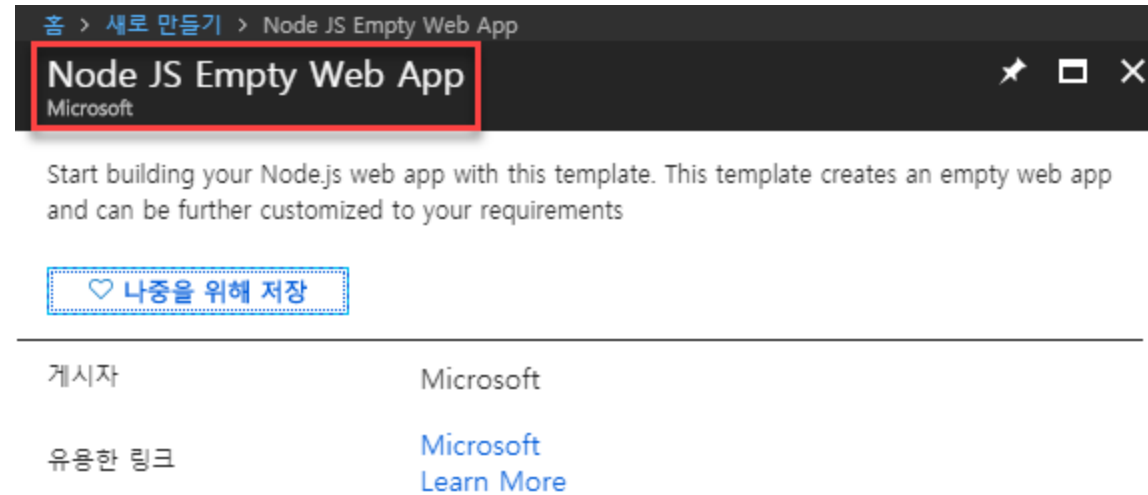 홈 > 새로 만들기 > Node JS Empty Web App
Node JS Empty Web App
Microsoft
Start building your Node.js web app with this template. This template creates an empty web app
and can be further customized to your requirements
♡ 나중을 위해 저장
게시자 Microsoft
유용한 링크 Microsoft
Learn More